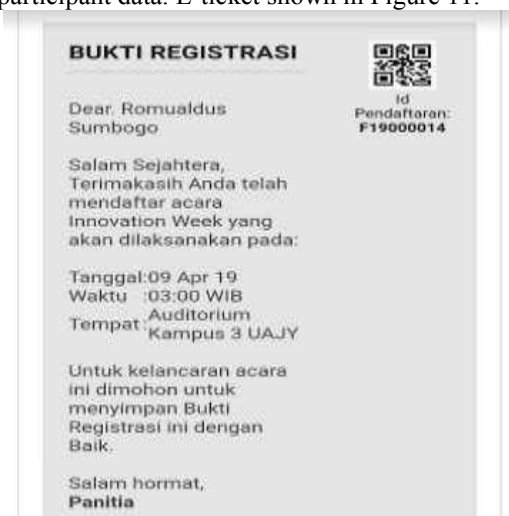 participant data. E-ticket shown in Figure 11.
BUKTI REGISTRASI
Id
Pendaftaran:
F19000014
Dear. Romualdus
Sumbogo
Salam Sejahtera,
Terimakasih Anda telah
mendaftar acara
Innovation Week yang
akan dilaksanakan pada:
Tanggal:09 Apr 19
Waktu :03:00 WIB
Tempat:Auditorium
Kampus 3 UAJY
Untuk kelancaran acara
ini dimohon untuk
menyimpan Bukti
Registrasi ini dengan
Baik.
Salam hormat,
Panitia